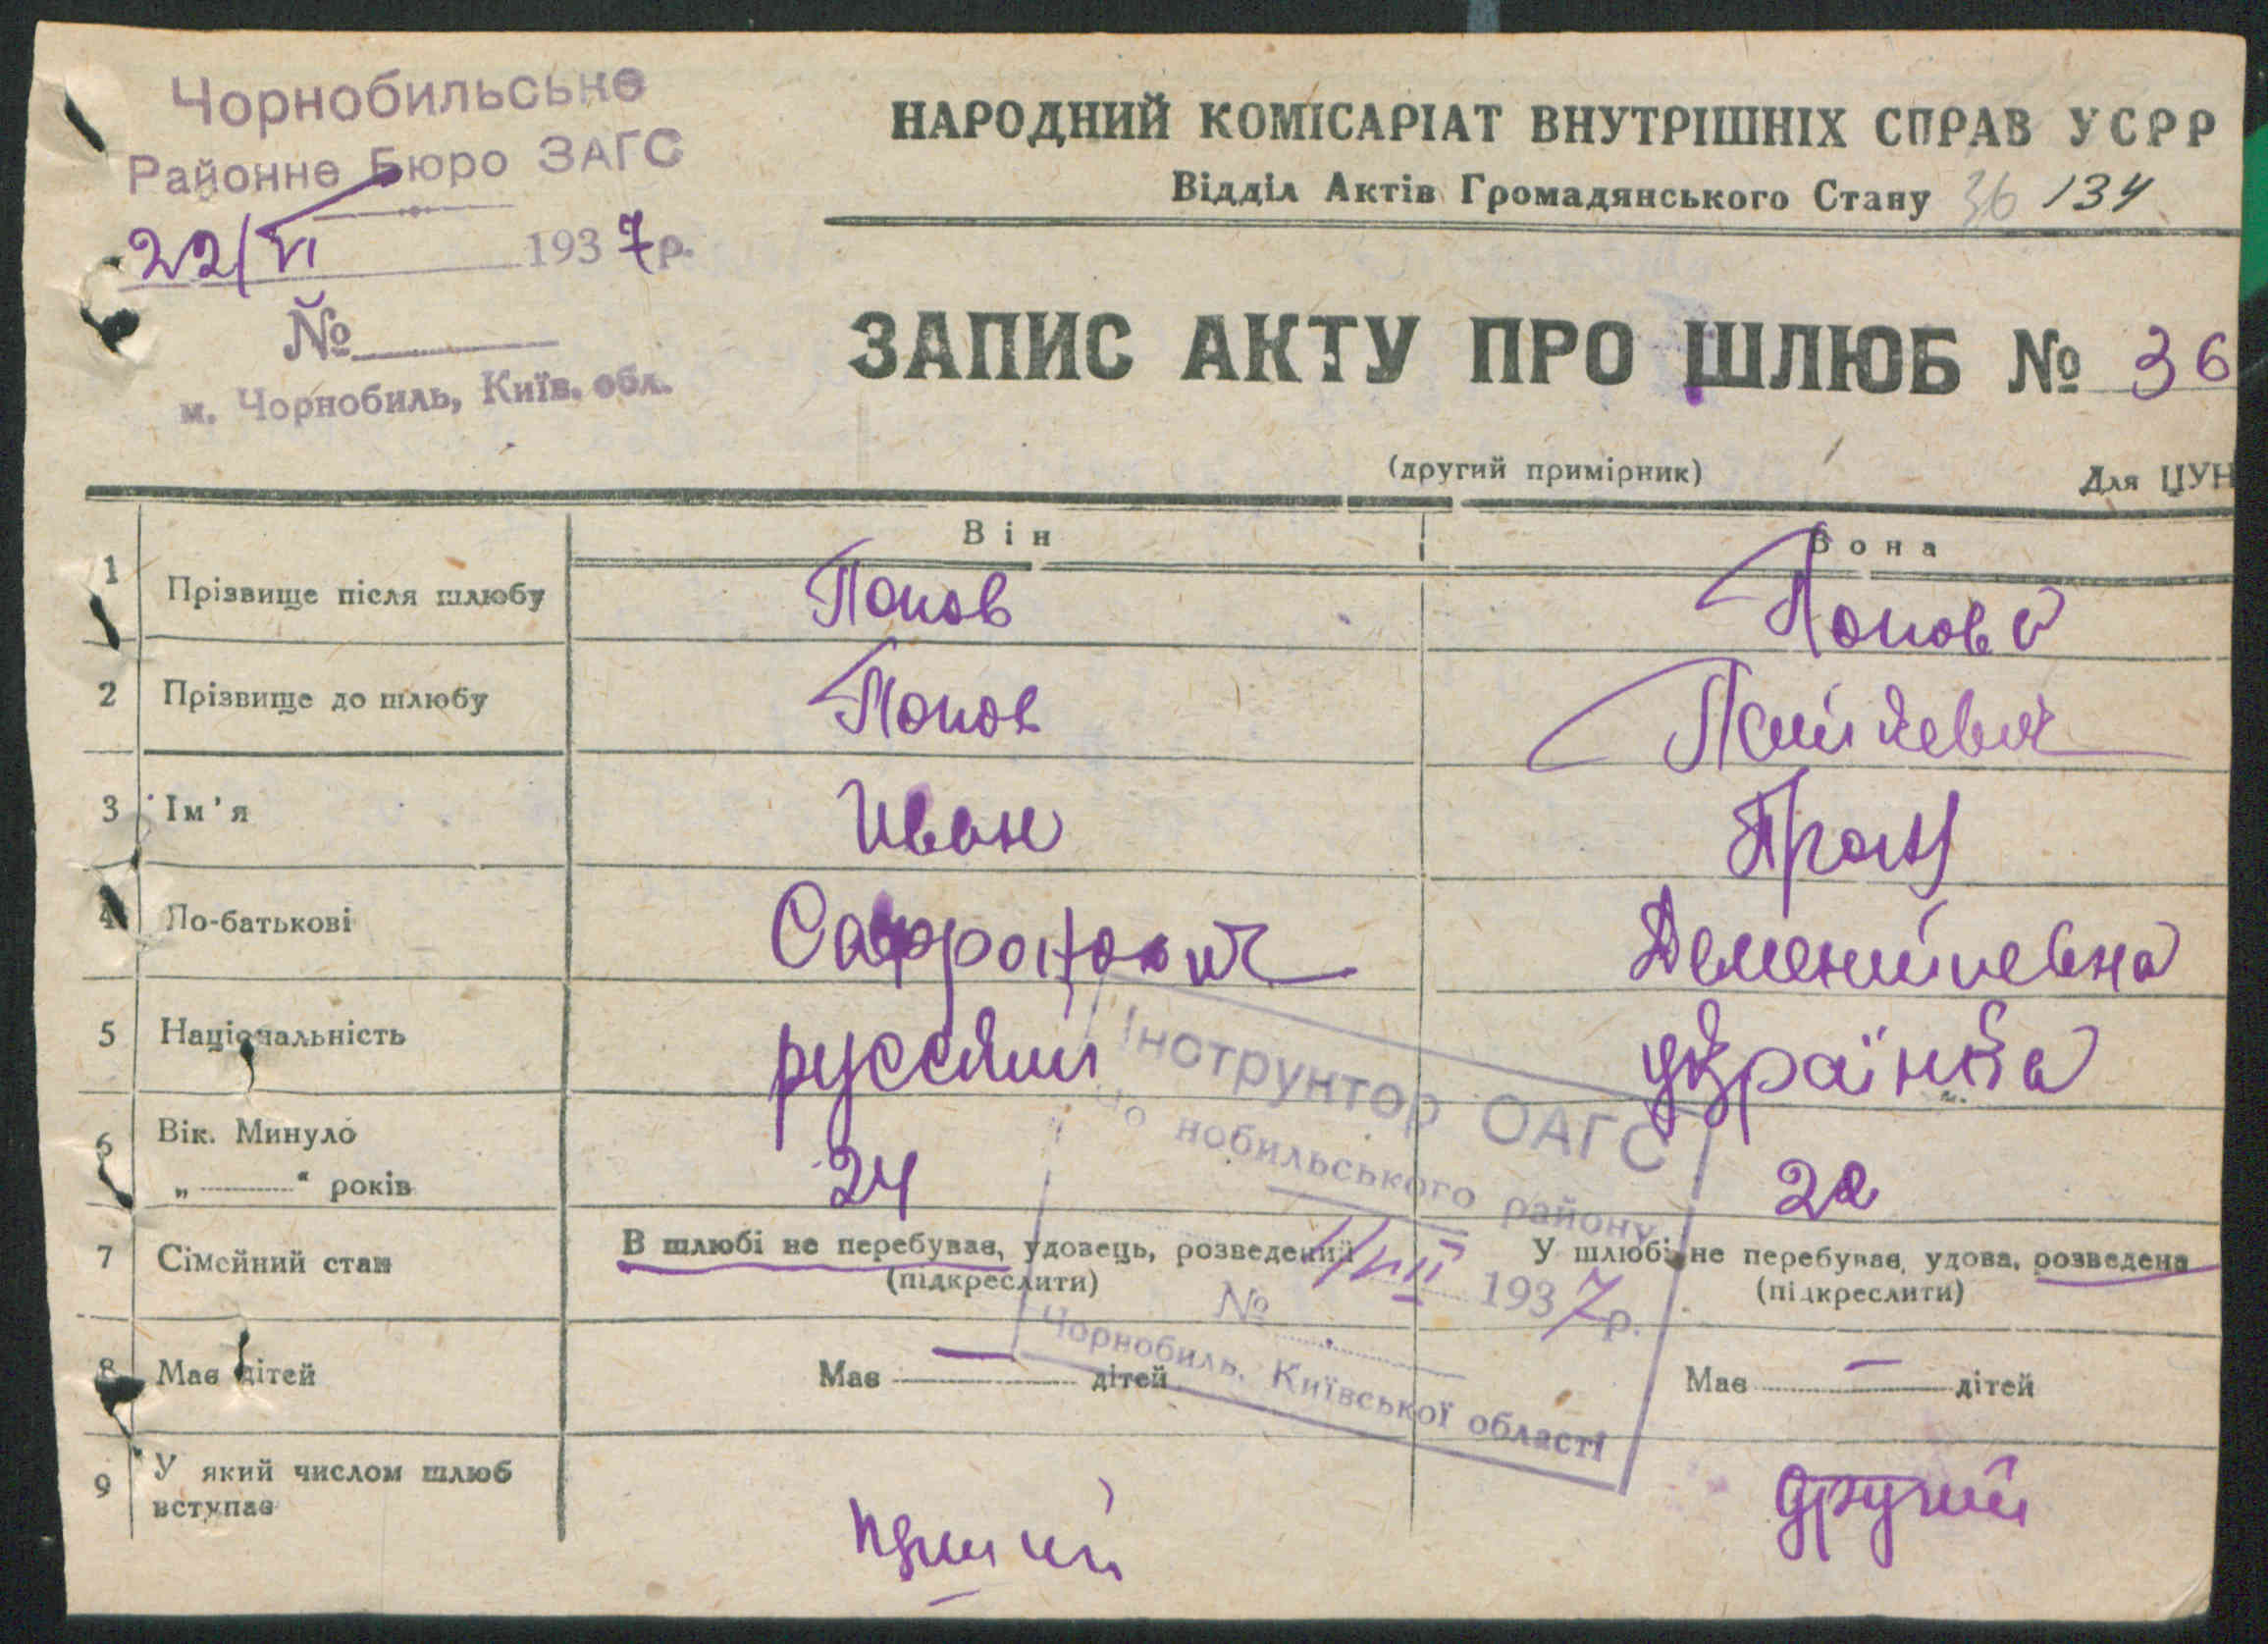 Чорнобильське
Районне Бюро ЗАГС
22/VI 1937р.
№
м. Чорнобиль, Київ. обл.
НАРОДНИЙ КОМІСАРІАТ ВНУТРІШНІХ СПРАВ УСРР
Відділ Актів Громадянського Стану 36 134
ЗАПИС АКТУ ПРО ШЛЮБ № 36
(другий примірник) Для ЦУН
Він Вона
1 Прізвище після шлюбу Попов Попова
2 Прізвище до шлюбу Попов
3 Ім'я Иван
4 По-батькові Софронович
5 Національність русский українка
6 Вік. Минуло
„ “ років 24 22
7 Сімейний стан В шлюбі не перебував, удовець, розведений У шлюбі не перебував, удова, розведена
(підкреслити) (підкреслити)
8 Має дітей Має — дітей Має — дітей
9 У який числом шлюб
вступає перший другий
Інструктор ОАГС
Чорнобильського району
1937р.
№
Чорнобиль, Київської області